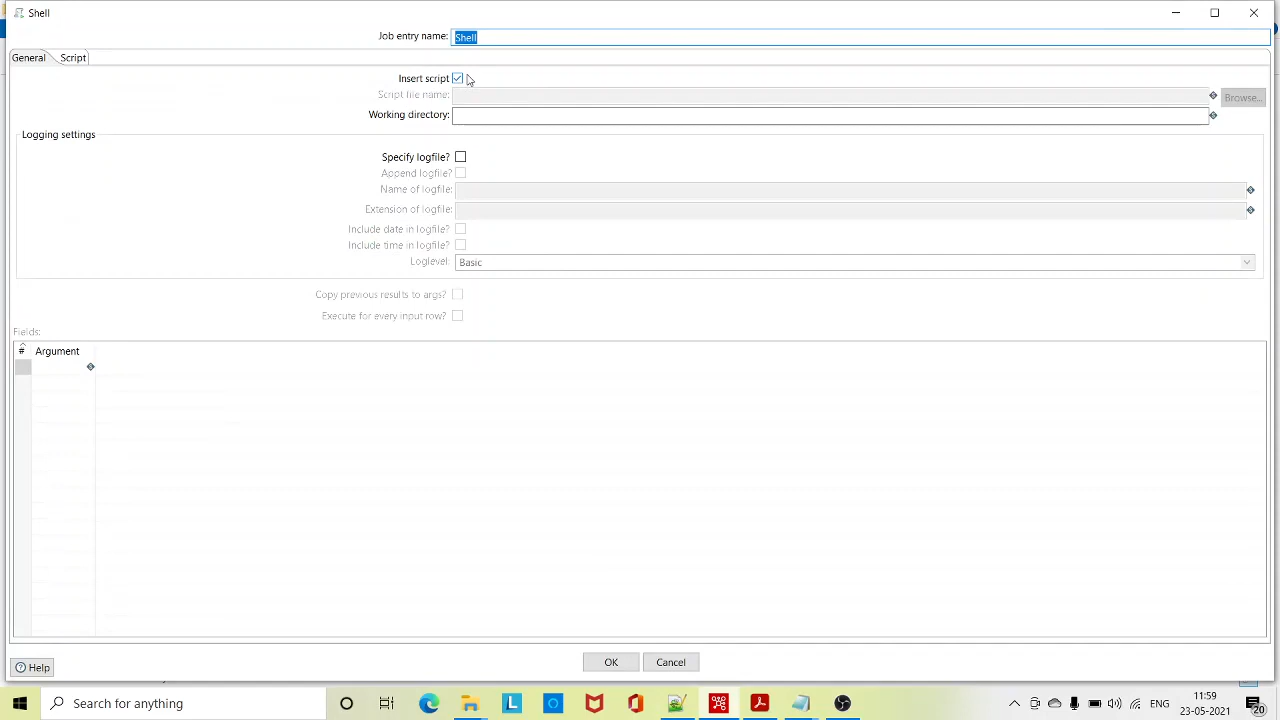 Shell
Job entry name: Shell
General Script
Insert script
Script file name:
Browse...
Working directory:
Logging settings
Specify logfile?
Append logfile?
Name of logfile:
Extension of logfile:
Include date in logfile?
Include time in logfile?
Loglevel: Basic
Copy previous results to args?
Execute for every input row?
Fields:
# Argument
OK Cancel
Help
Search for anything
ENG
11:59
23-05-2021
20